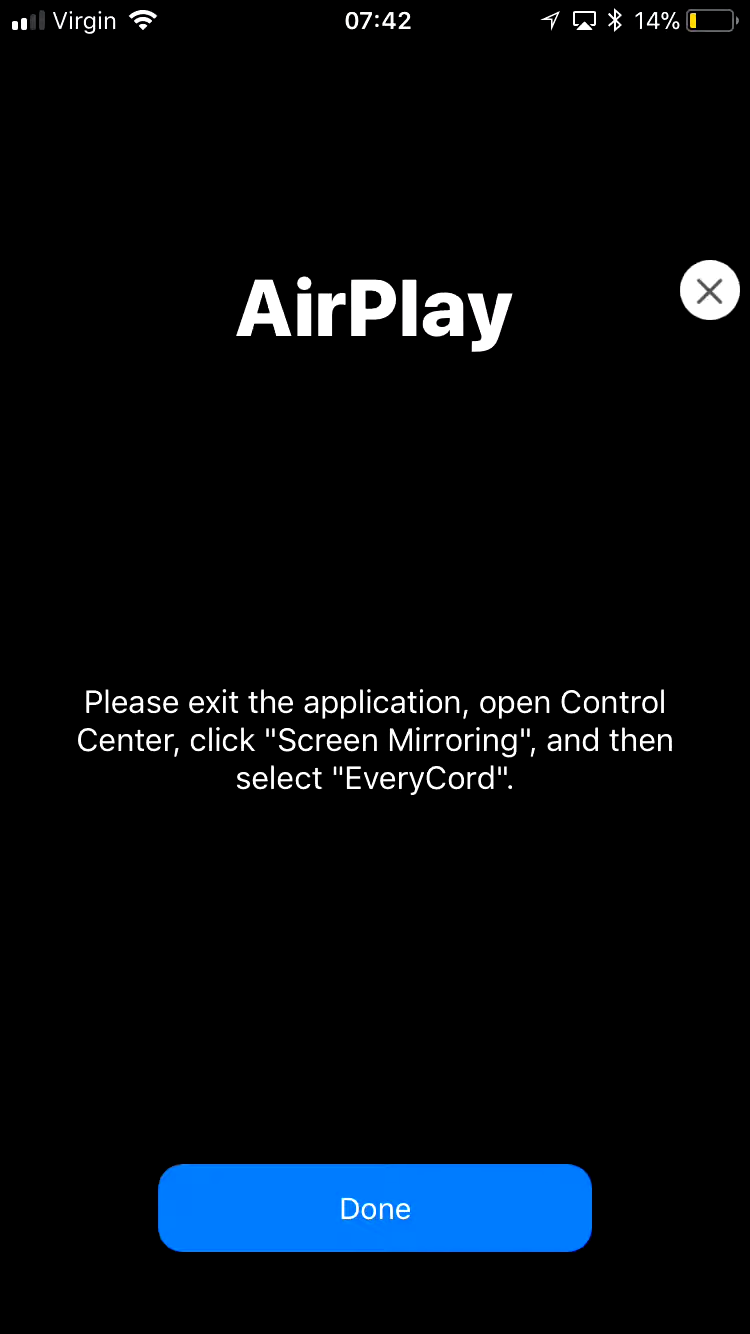 Virgin 07:42 14%
AirPlay
Please exit the application, open Control
Center, click "Screen Mirroring", and then
select "EveryCord".
Done